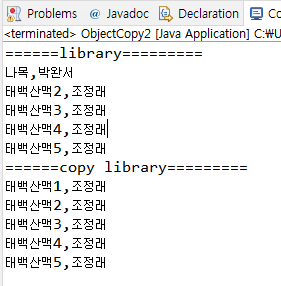 Problems @ Javadoc Declaration Co
<terminated> ObjectCopy2 [Java Application] C:₩U
======library=========
나목,박완서
태백산맥2,조정래
태백산맥3,조정래
태백산맥4,조정래
태백산맥5,조정래
======copy library=========
태백산맥1,조정래
태백산맥2,조정래
태백산맥3,조정래
태백산맥4,조정래
태백산맥5,조정래